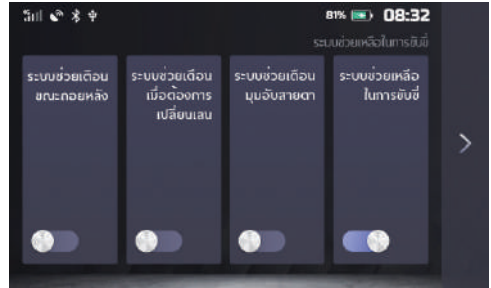 81% 08:32
ระบบช่วยเหลือในการขับขี่
ระบบช่วยเตือน
ขณะถอยหลัง
ระบบช่วยเตือน
เมื่อต้องการ
เปลี่ยนเลน
ระบบช่วยเตือน
มุมอับสายตา
ระบบช่วยเหลือ
ในการขับขี่